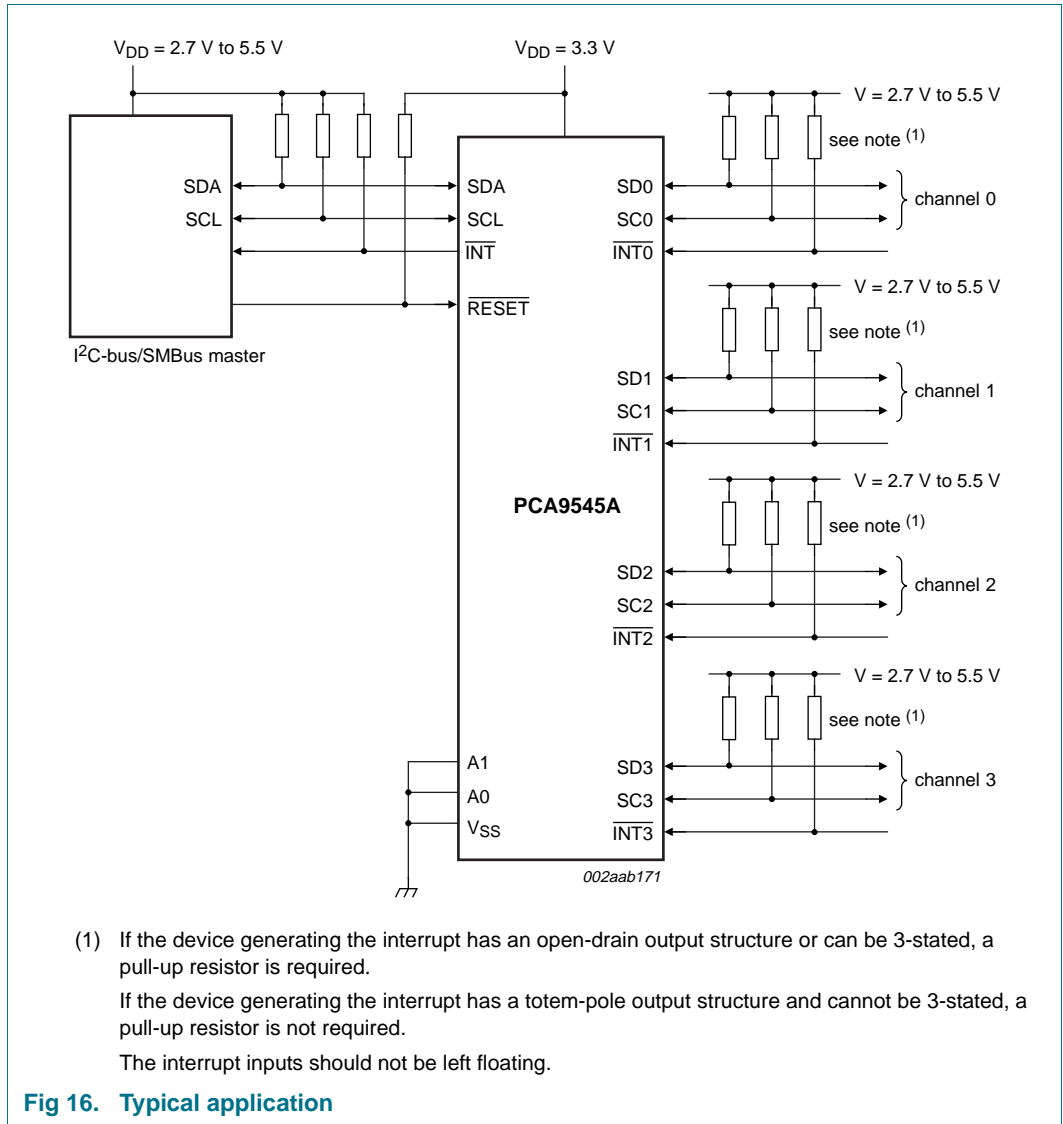 VDD = 2.7 V to 5.5 V
VDD = 3.3 V
V = 2.7 V to 5.5 V
see note (1)
SDA
SCL
SDA
SCL
INT
RESET
I2C-bus/SMBus master
SD0
SC0
INT0
channel 0
V = 2.7 V to 5.5 V
see note (1)
SD1
SC1
INT1
channel 1
PCA9545A
V = 2.7 V to 5.5 V
see note (1)
SD2
SC2
INT2
channel 2
V = 2.7 V to 5.5 V
see note (1)
SD3
SC3
INT3
channel 3
A1
A0
VSS
002aab171
(1) If the device generating the interrupt has an open-drain output structure or can be 3-stated, a
pull-up resistor is required.
If the device generating the interrupt has a totem-pole output structure and cannot be 3-stated, a
pull-up resistor is not required.
The interrupt inputs should not be left floating.
Fig 16. Typical application